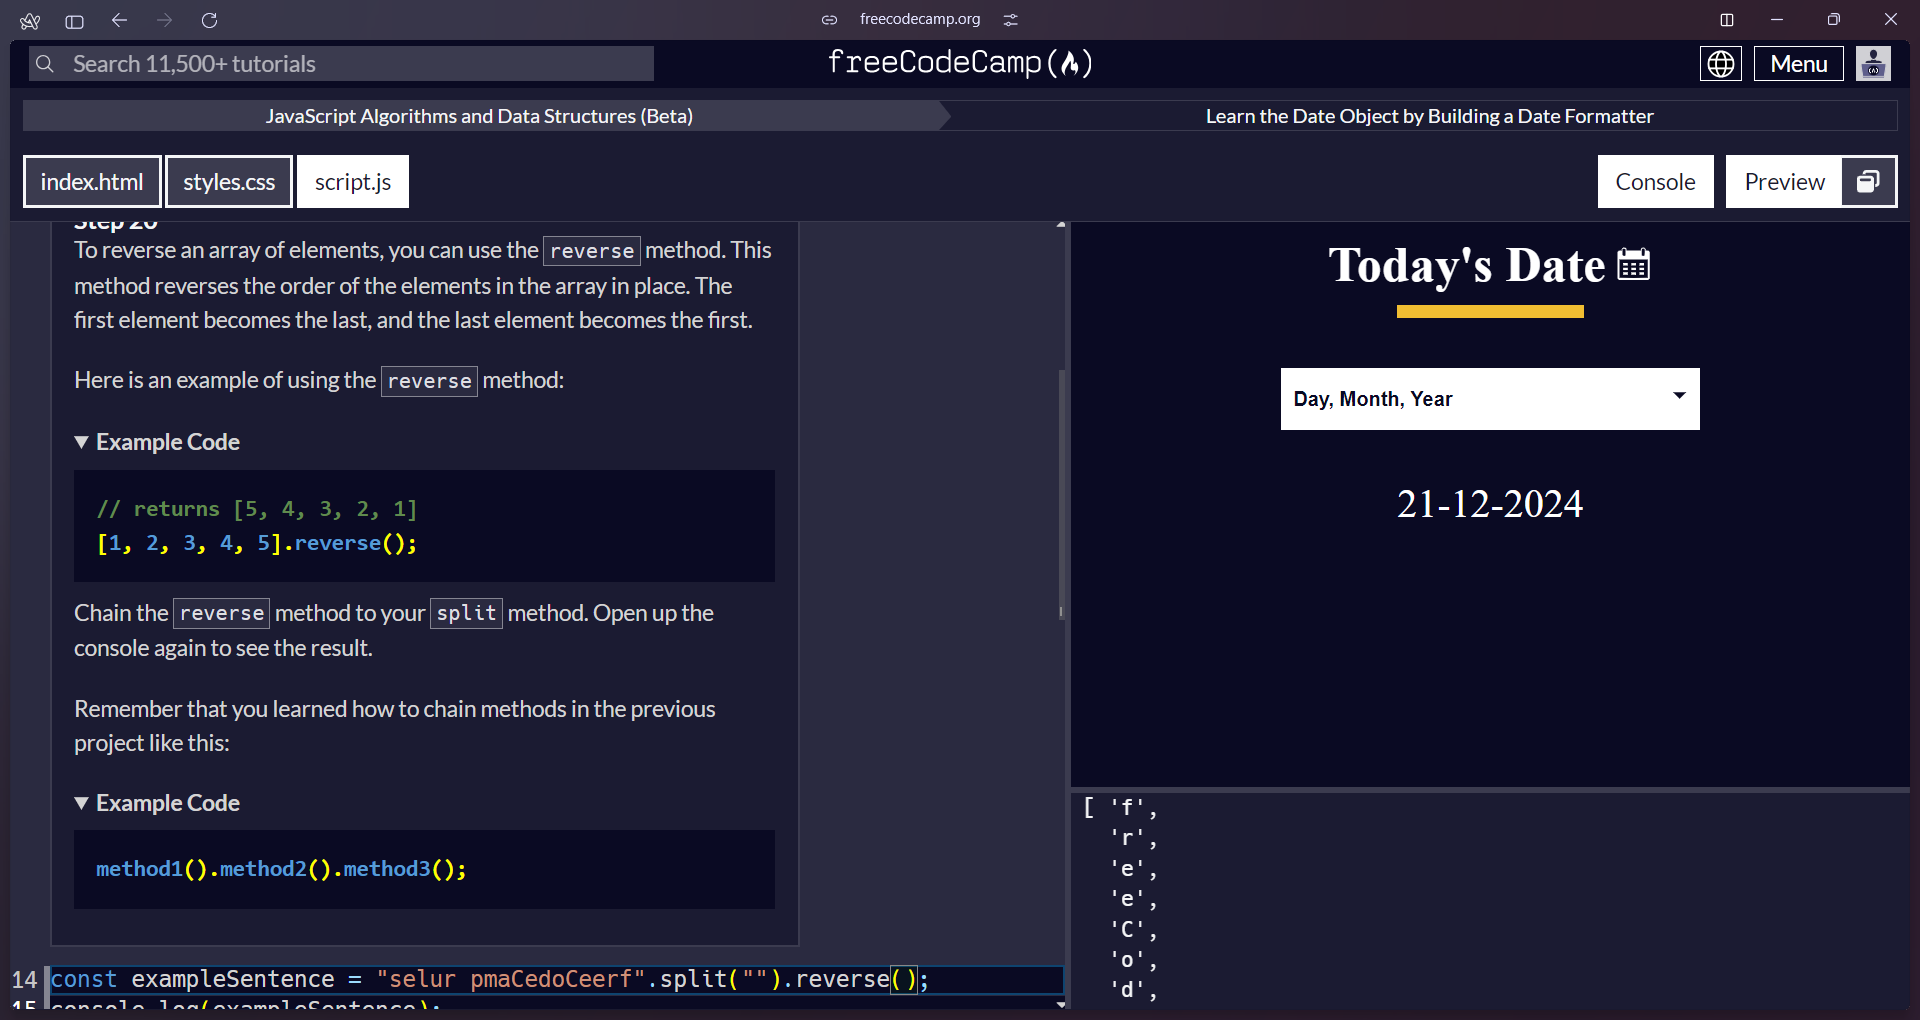 freecodecamp.org
Search 11,500+ tutorials
freeCodeCamp
Menu
JavaScript Algorithms and Data Structures (Beta)
Learn the Date Object by Building a Date Formatter
index.html
styles.css
script.js
Console
Preview
Step 20
To reverse an array of elements, you can use the reverse method. This
method reverses the order of the elements in the array in place. The
first element becomes the last, and the last element becomes the first.
Here is an example of using the reverse method:
Example Code
// returns [5, 4, 3, 2, 1]
[1, 2, 3, 4, 5].reverse();
Chain the reverse method to your split method. Open up the
console again to see the result.
Remember that you learned how to chain methods in the previous
project like this:
Example Code
method1().method2().method3();
14 const exampleSentence = "selur pmaCedoCeerf".split("").reverse();
15 console.log(exampleSentence);
Today's Date
Day, Month, Year
21-12-2024
[ 'f',
'r',
'e',
'e',
'C',
'o',
'd',